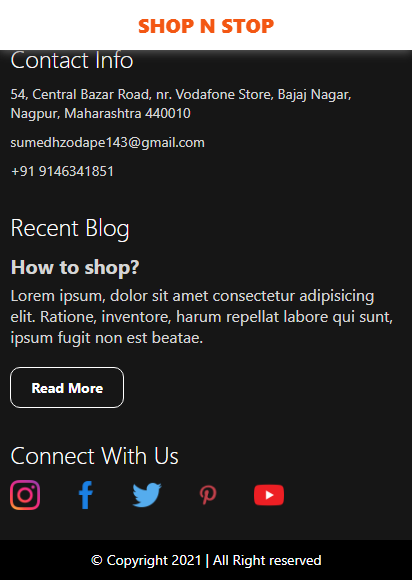 SHOP N STOP
Contact Info
54, Central Bazar Road, nr. Vodafone Store, Bajaj Nagar,
Nagpur, Maharashtra 440010
sumedhzodape143@gmail.com
+91 9146341851
Recent Blog
How to shop?
Lorem ipsum, dolor sit amet consectetur adipisicing
elit. Ratione, inventore, harum repellat labore qui sunt,
ipsum fugit non est beatae.
Read More
Connect With Us
© Copyright 2021 | All Right reserved